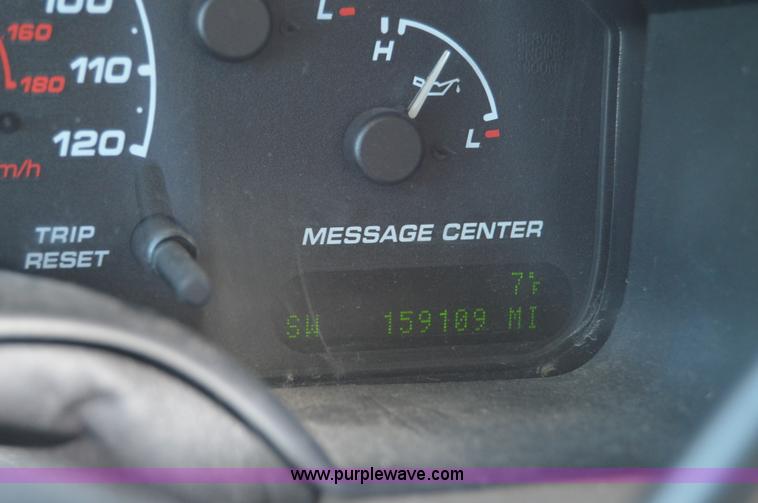 100
160
110
180
120
m/h
TRIP
RESET
L
H
L
MESSAGE CENTER
7°F
SW 159109 MI
www.purplewave.com